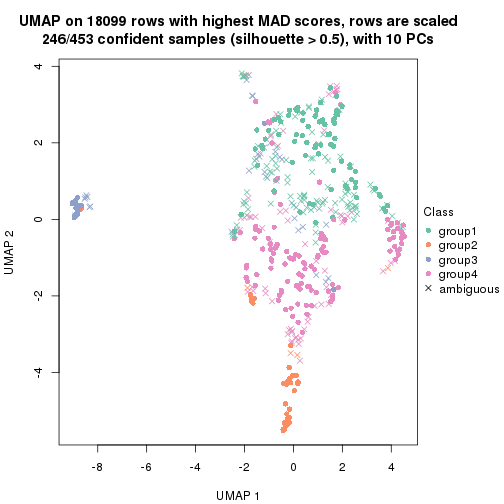 UMAP on 18099 rows with highest MAD scores, rows are scaled
246/453 confident samples (silhouette > 0.5), with 10 PCs
4
2
0
-2
-4
UMAP 2
-8
-6
-4
-2
0
2
4
UMAP 1
Class
group1
group2
group3
group4
ambiguous